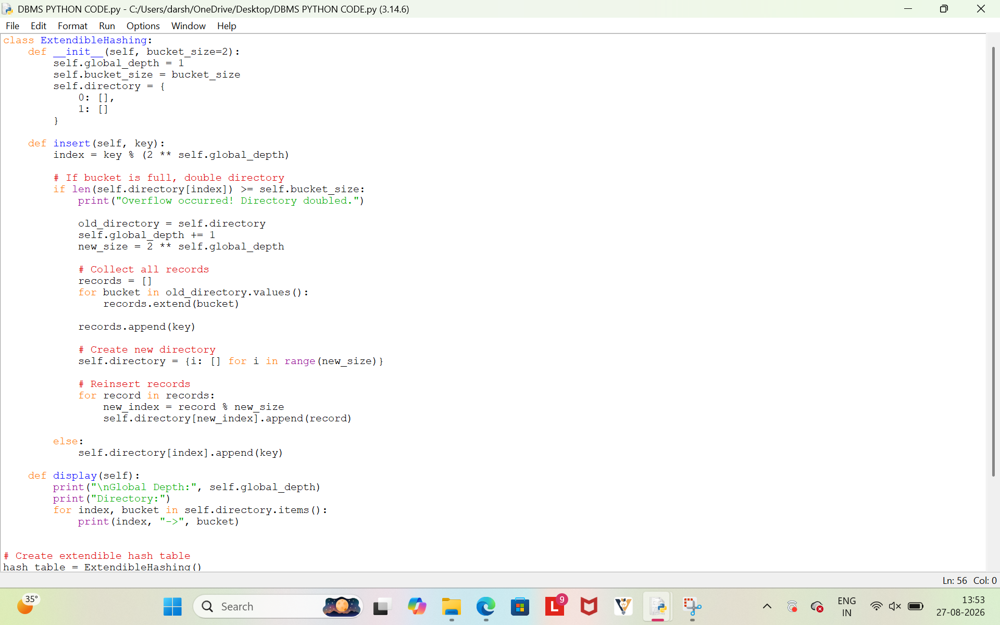 DBMS PYTHON CODE.py - C:/Users/darsh/OneDrive/Desktop/DBMS PYTHON CODE.py (3.14.6)
File Edit Format Run Options Window Help
class ExtendibleHashing:
    def __init__(self, bucket_size=2):
        self.global_depth = 1
        self.bucket_size = bucket_size
        self.directory = {
            0: [],
            1: []
        }

    def insert(self, key):
        index = key % (2 ** self.global_depth)

        # If bucket is full, double directory
        if len(self.directory[index]) >= self.bucket_size:
            print("Overflow occurred! Directory doubled.")

            old_directory = self.directory
            self.global_depth += 1
            new_size = 2 ** self.global_depth

            # Collect all records
            records = []
            for bucket in old_directory.values():
                records.extend(bucket)

            records.append(key)

            # Create new directory
            self.directory = {i: [] for i in range(new_size)}

            # Reinsert records
            for record in records:
                new_index = record % new_size
                self.directory[new_index].append(record)

        else:
            self.directory[index].append(key)

    def display(self):
        print("\nGlobal Depth:", self.global_depth)
        print("Directory:")
        for index, bucket in self.directory.items():
            print(index, "->", bucket)


# Create extendible hash table
hash_table = ExtendibleHashing()
Ln: 56 Col: 0
35°
Search
L
9
ENG
IN
13:53
27-08-2026